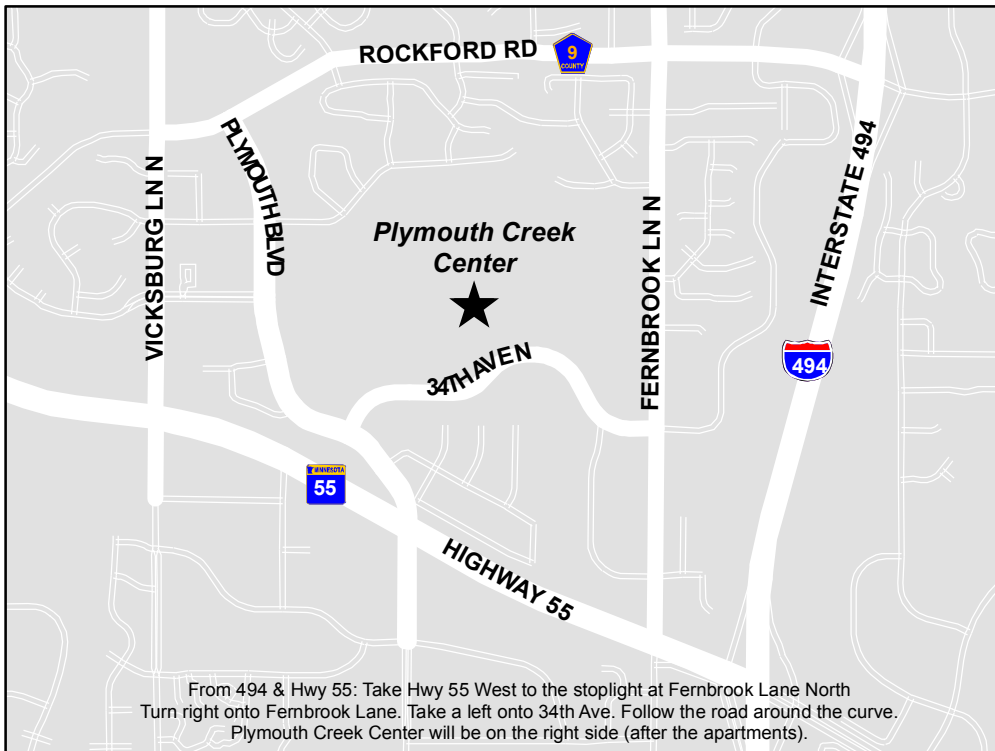 ROCKFORD RD
9
COUNTY
PLYMOUTH BLVD
VICKSBURG LN N
Plymouth Creek
Center
FERNBROOK LN N
INTERSTATE 494
494
34TH AVE N
MINNESOTA
55
HIGHWAY 55
From 494 & Hwy 55: Take Hwy 55 West to the stoplight at Fernbrook Lane North
Turn right onto Fernbrook Lane. Take a left onto 34th Ave. Follow the road around the curve.
Plymouth Creek Center will be on the right side (after the apartments).